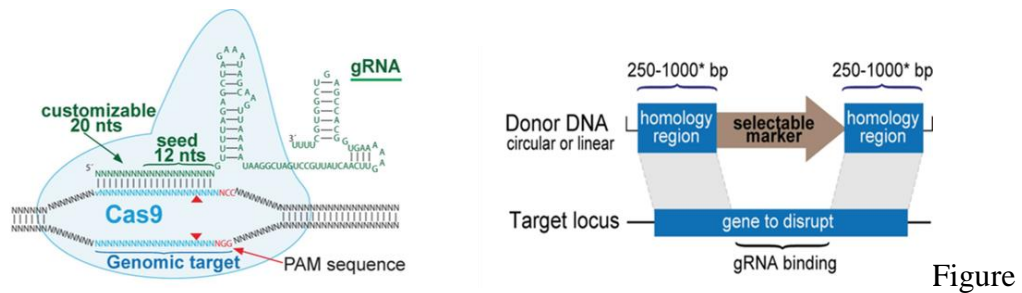 gRNA
customizable
20 nts
seed
12 nts
3´
UUUU
5´
NNNNNNNNNNNNNNNNNNNN
G
UAAGGCUAGUCCGUUAUCAACUUG
NCC
Cas9
NGG
Genomic target
PAM sequence
250-1000* bp
250-1000* bp
Donor DNA
circular or linear
homology
region
selectable
marker
homology
region
Target locus
gene to disrupt
gRNA binding
Figure